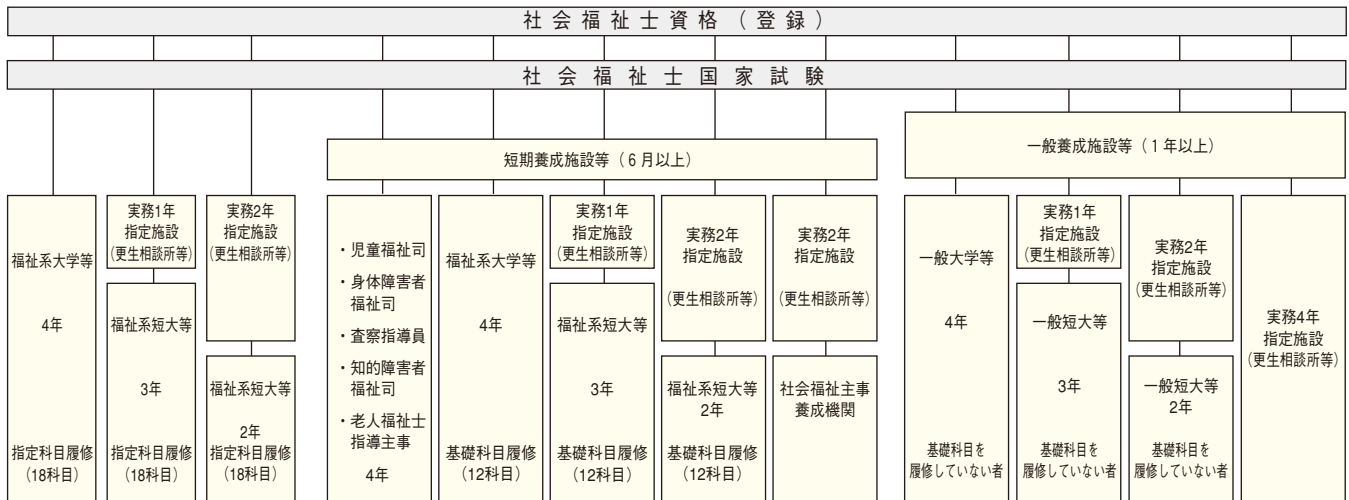 社会福祉士資格（登録）
社会福祉士国家試験
短期養成施設等（６月以上）
一般養成施設等（１年以上）
福祉系大学等
4年
指定科目履修
（18科目）
実務1年
指定施設
（更生相談所等）
福祉系短大等
3年
指定科目履修
（18科目）
実務2年
指定施設
（更生相談所等）
福祉系短大等
2年
指定科目履修
（18科目）
・児童福祉司
・身体障害者
福祉司
・査察指導員
・知的障害者
福祉司
・老人福祉士
指導主事
4年
福祉系大学等
4年
基礎科目履修
（12科目）
実務1年
指定施設
（更生相談所等）
福祉系短大等
3年
基礎科目履修
（12科目）
実務2年
指定施設
（更生相談所等）
福祉系短大等
2年
基礎科目履修
（12科目）
実務2年
指定施設
（更生相談所等）
社会福祉主事
養成機関
一般大学等
4年
基礎科目を
履修していない者
実務1年
指定施設
（更生相談所等）
一般短大等
3年
基礎科目を
履修していない者
実務2年
指定施設
（更生相談所等）
一般短大等
2年
基礎科目を
履修していない者
実務4年
指定施設
（更生相談所等）